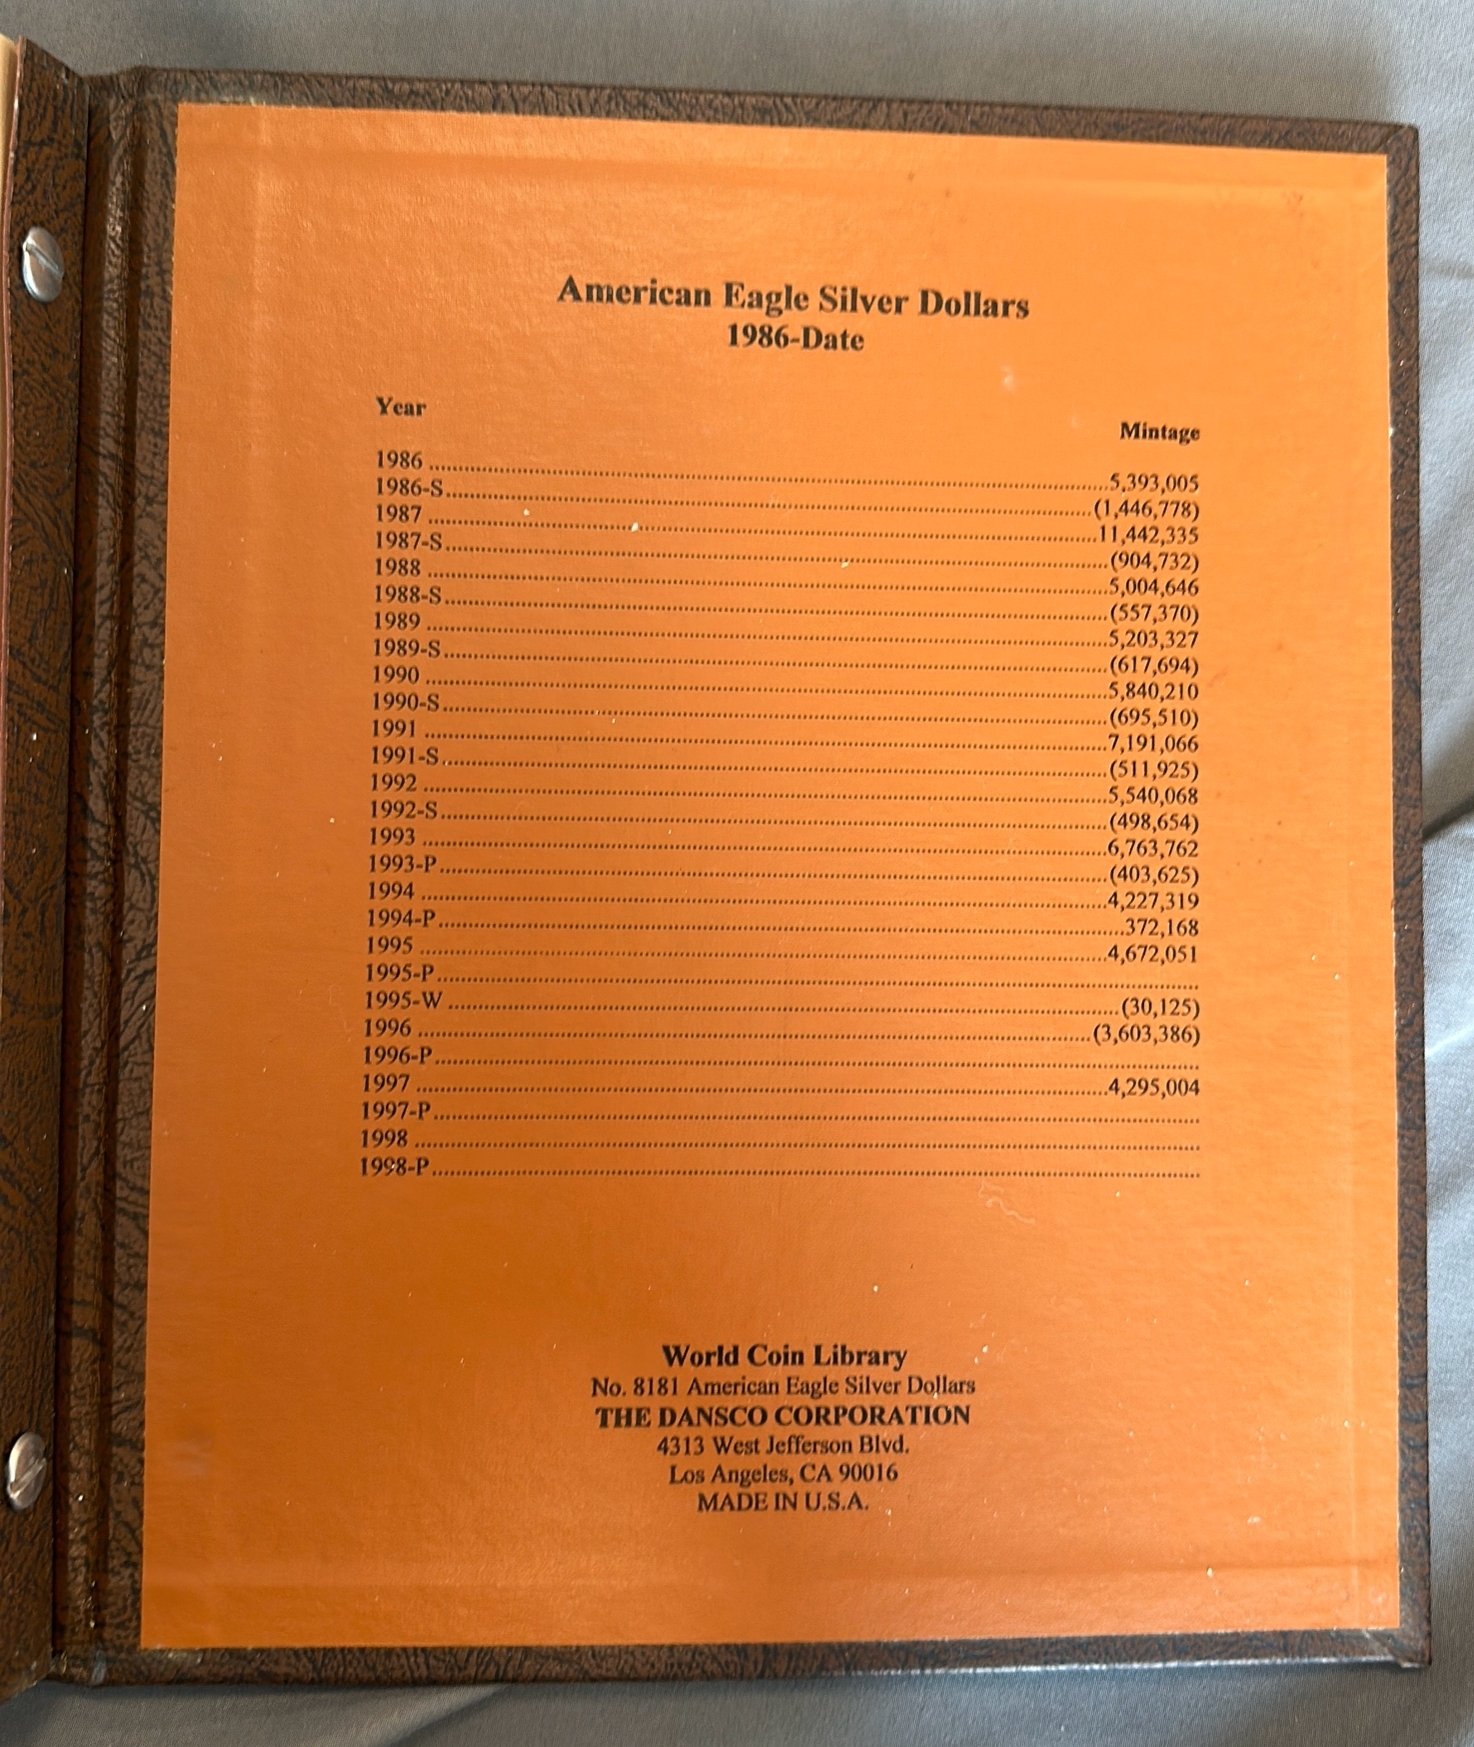 American Eagle Silver Dollars
1986-Date
Year Mintage
1986 ........ 5,393,005
1986-S ........ (1,446,778)
1987 ........ 11,442,335
1987-S ........ (904,732)
1988 ........ 5,004,646
1988-S ........ (557,370)
1989 ........ 5,203,327
1989-S ........ (617,694)
1990 ........ 5,840,210
1990-S ........ (695,510)
1991 ........ 7,191,066
1991-S ........ (511,925)
1992 ........ 5,540,068
1992-S ........ (498,654)
1993 ........ 6,763,762
1993-P ........ (403,625)
1994 ........ 4,227,319
1994-P ........ 372,168
1995 ........ 4,672,051
1995-P ........
1995-W ........ (30,125)
1996 ........ (3,603,386)
1996-P ........
1997 ........ 4,295,004
1997-P ........
1998 ........
1998-P ........
World Coin Library
No. 8181 American Eagle Silver Dollars
THE DANSCO CORPORATION
4313 West Jefferson Blvd.
Los Angeles, CA 90016
MADE IN U.S.A.